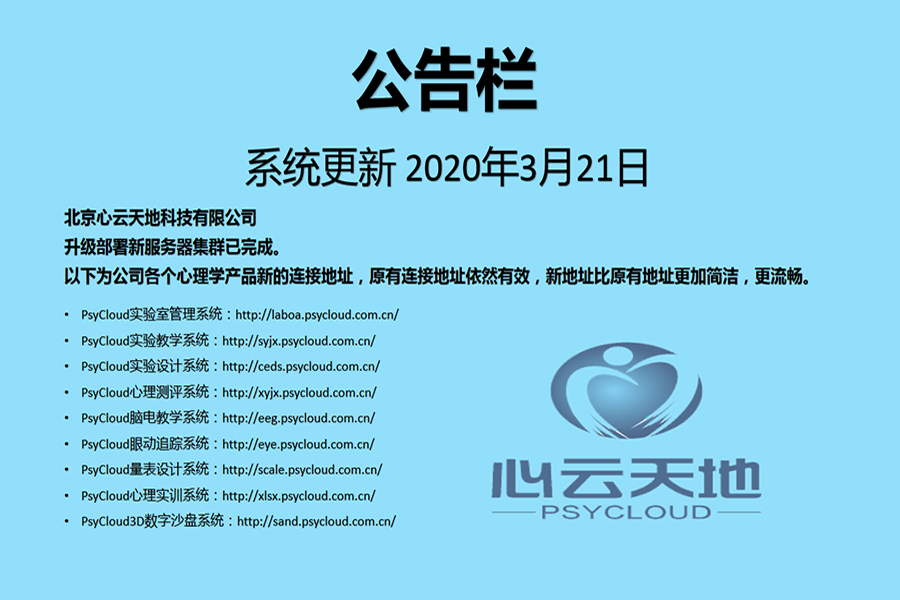 公告栏
系统更新 2020年3月21日
北京心云天地科技有限公司
升级部署新服务器集群已完成。
以下为公司各个心理学产品新的连接地址，原有连接地址依然有效，新地址比原有地址更加简洁，更流畅。
• PsyCloud实验室管理系统：http://laboa.psycloud.com.cn/
• PsyCloud实验教学系统：http://syjx.psycloud.com.cn/
• PsyCloud实验设计系统：http://ceds.psycloud.com.cn/
• PsyCloud心理测评系统：http://xyjx.psycloud.com.cn/
• PsyCloud脑电教学系统：http://eeg.psycloud.com.cn/
• PsyCloud眼动追踪系统：http://eye.psycloud.com.cn/
• PsyCloud量表设计系统：http://scale.psycloud.com.cn/
• PsyCloud心理实训系统：http://xlsx.psycloud.com.cn/
• PsyCloud3D数字沙盘系统：http://sand.psycloud.com.cn/
心云天地
PSYCLOUD